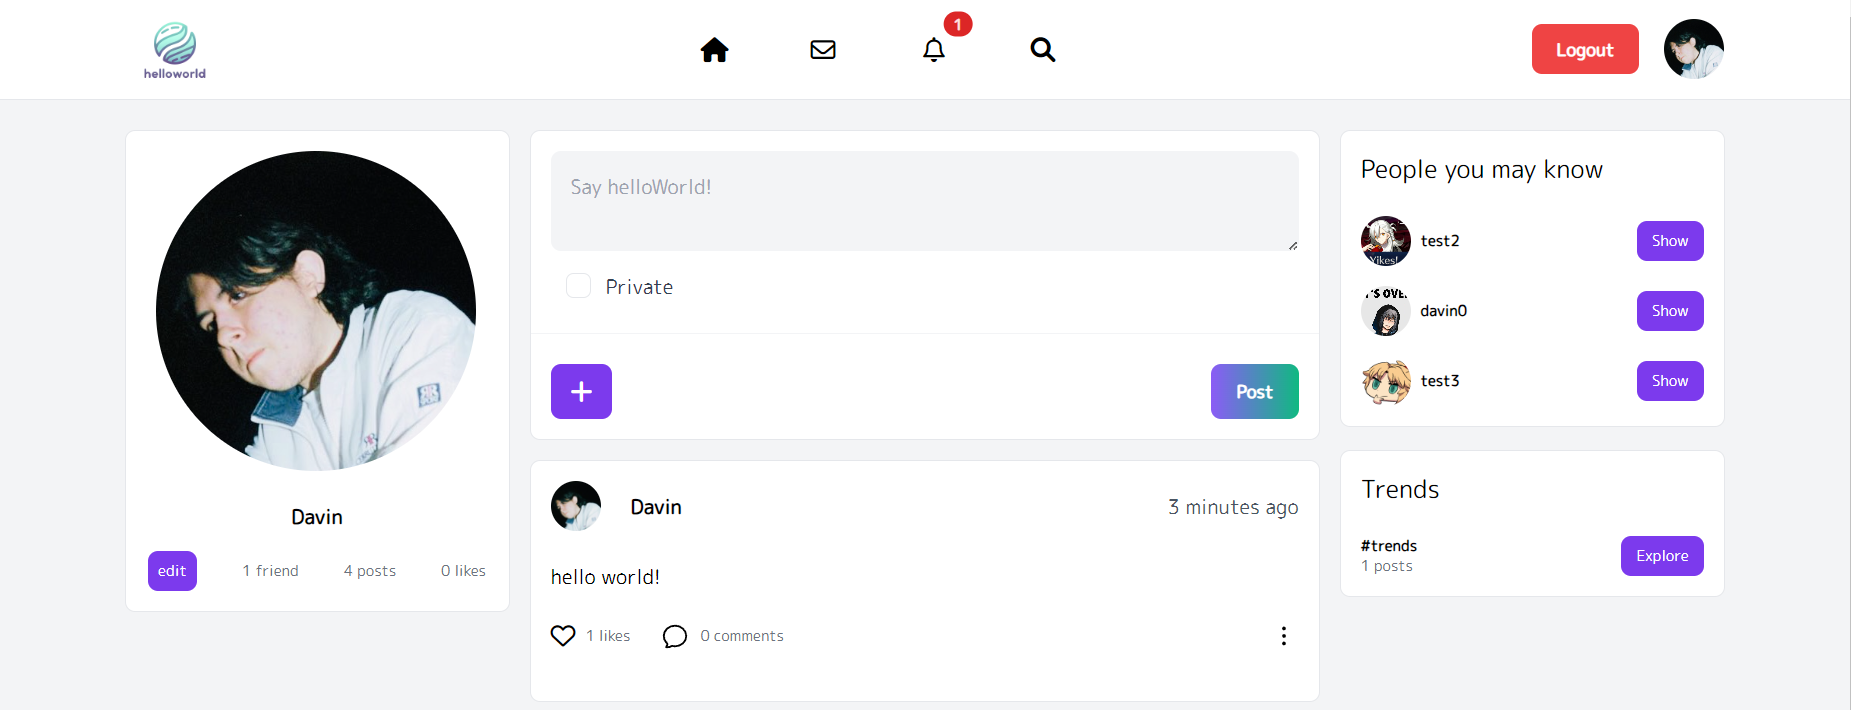 helloworld
1
Logout
Davin
edit
1 friend
4 posts
0 likes
Say helloWorld!
Private
Post
Davin
3 minutes ago
hello world!
1 likes
0 comments
People you may know
Yikes!
test2
Show
davin0
Show
test3
Show
Trends
#trends
1 posts
Explore